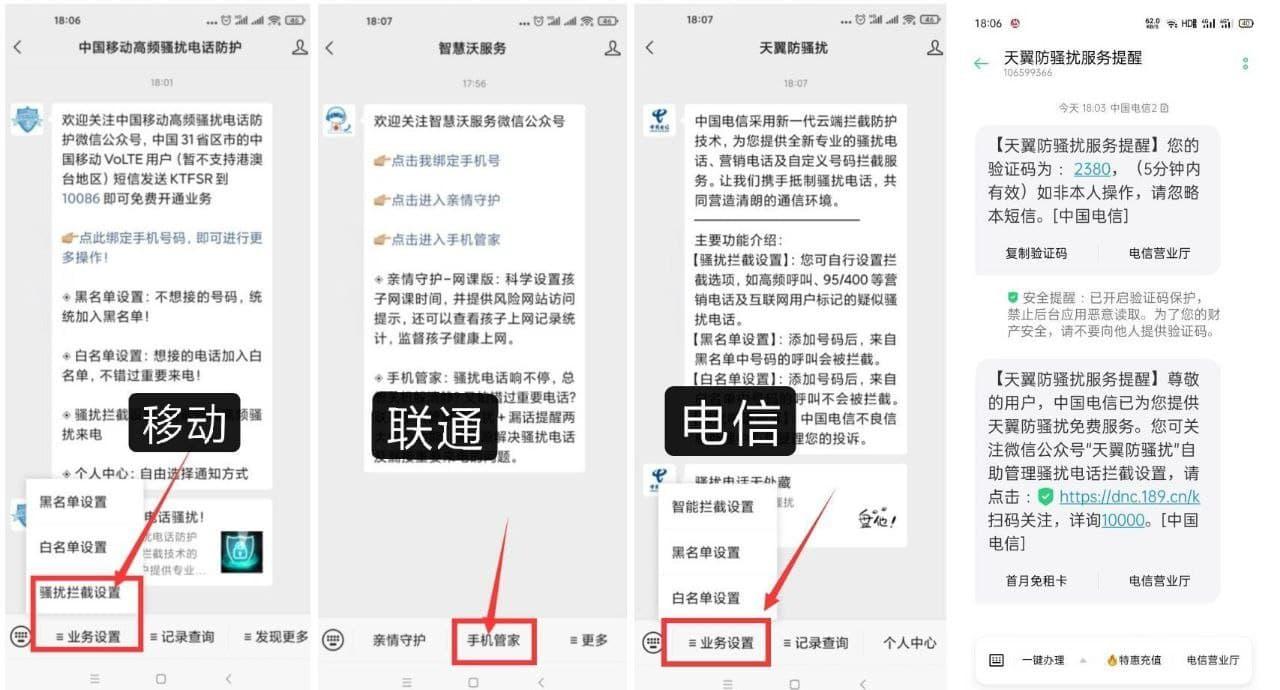 18:06
46
中国移动高频骚扰电话防护
18:01
欢迎关注中国移动高频骚扰电话防
护微信公众号，中国31省区市的中
国移动VoLTE用户（暂不支持港澳
台地区）短信发送KTFSR到
10086即可免费开通业务
点此绑定手机号码，即可进行更
多操作！
黑名单设置：不想接的号码，统
统加入黑名单！
白名单设置：想接的电话加入白
名单，不错过重要来电！
骚扰拦截
频骚
扰来电
移动
个人中心：自由选择通知方式
电话骚扰！
扰电话防护
拦截技术的
户提供专业...
黑名单设置
白名单设置
骚扰拦截设置
≡业务设置
≡记录查询
≡发现更多
18:07
46
智慧沃服务
17:56
欢迎关注智慧沃服务微信公众号
点击我绑定手机号
点击进入亲情守护
点击进入手机管家
亲情守护-网课版：科学设置孩
子网课时间，并提供风险网站访问
提示，还可以查看孩子上网记录统
计，监督孩子健康上网。
手机管家：骚扰电话响不停，总
错过重要电话？
+漏话提醒两
解决骚扰电话
问题。
联通
亲情守护
手机管家
≡更多
18:07
46
天翼防骚扰
18:07
中国电信采用新一代云端拦截防护
技术，为您提供全新专业的骚扰电
话、营销电话及自定义号码拦截服
务。让我们携手抵制骚扰电话，共
同营造清朗的通信环境。
主要功能介绍：
【骚扰拦截设置】：您可自行设置拦
截选项，如高频呼叫、95/400等营
销电话及互联网用户标记的疑似骚
扰电话。
【黑名单设置】：添加号码后，来自
黑名单中号码的呼叫会被拦截。
【白名单设置】：添加号码后，来自
呼叫不会被拦截。
中国电信不良信
受理您的投诉。
电信
骚扰电话无处藏
骚扰
盘他！
智能拦截设置
黑名单设置
白名单设置
≡业务设置
≡记录查询
个人中心
18:06
62.0
KB/S
HD
4G
40
天翼防骚扰服务提醒
106599366
今天 18:03 中国电信2
【天翼防骚扰服务提醒】您的
验证码为：2380，（5分钟内
有效）如非本人操作，请忽略
本短信。[中国电信]
复制验证码
电信营业厅
安全提醒：已开启验证码保护，
禁止后台应用恶意读取。为了您的财
产安全，请不要向他人提供验证码。
【天翼防骚扰服务提醒】尊敬
的用户，中国电信已为您提供
天翼防骚扰免费服务。您可关
注微信公众号“天翼防骚扰”自
助管理骚扰电话拦截设置，请
点击：https://dnc.189.cn/k
扫码关注，详询10000。[中国
电信]
首月免租卡
电信营业厅
一键办理
特惠充值
电信营业厅